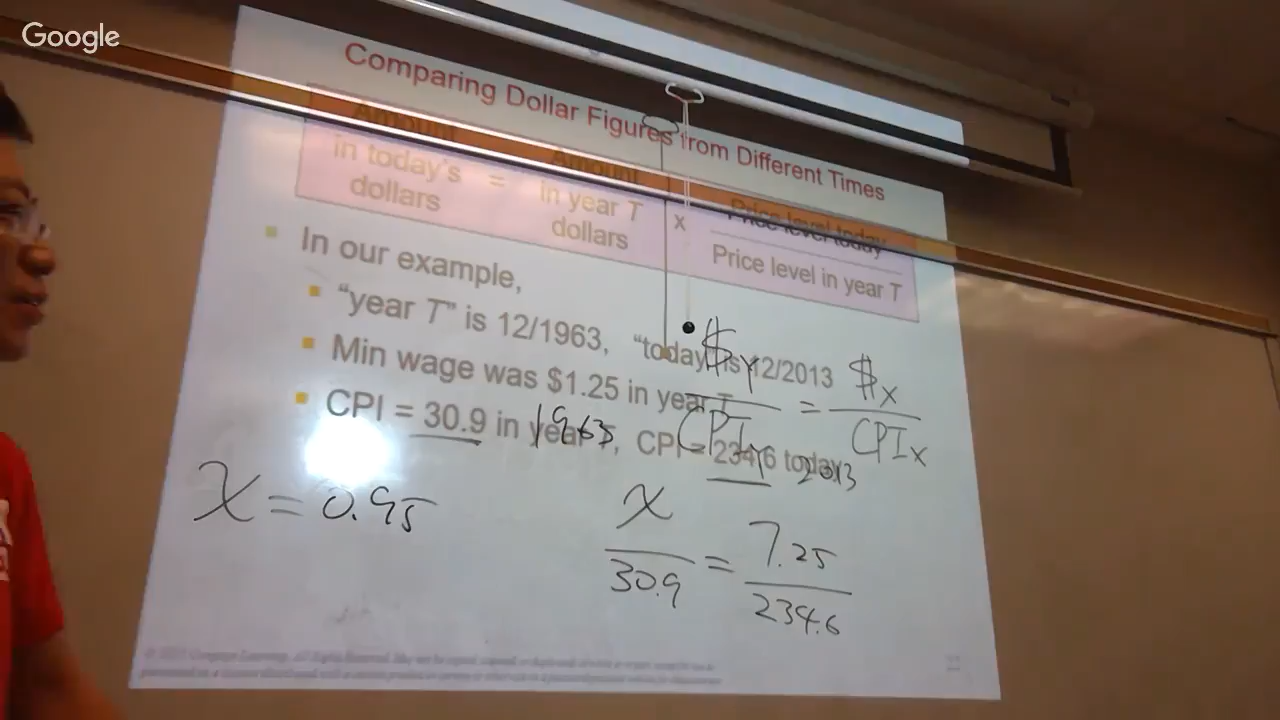 Google
Comparing Dollar Figures from Different Times
Amount in today's dollars = Amount in year T dollars x Price level today / Price level in year T
In our example,
"year T" is 12/1963, "today" is 12/2013
Min wage was $1.25 in year T
CPI = 30.9 in year T, CPI = 234.6 today
1963
2013
$Y / CPIY = $X / CPIX
x = 0.95
x / 30.9 = 7.25 / 234.6